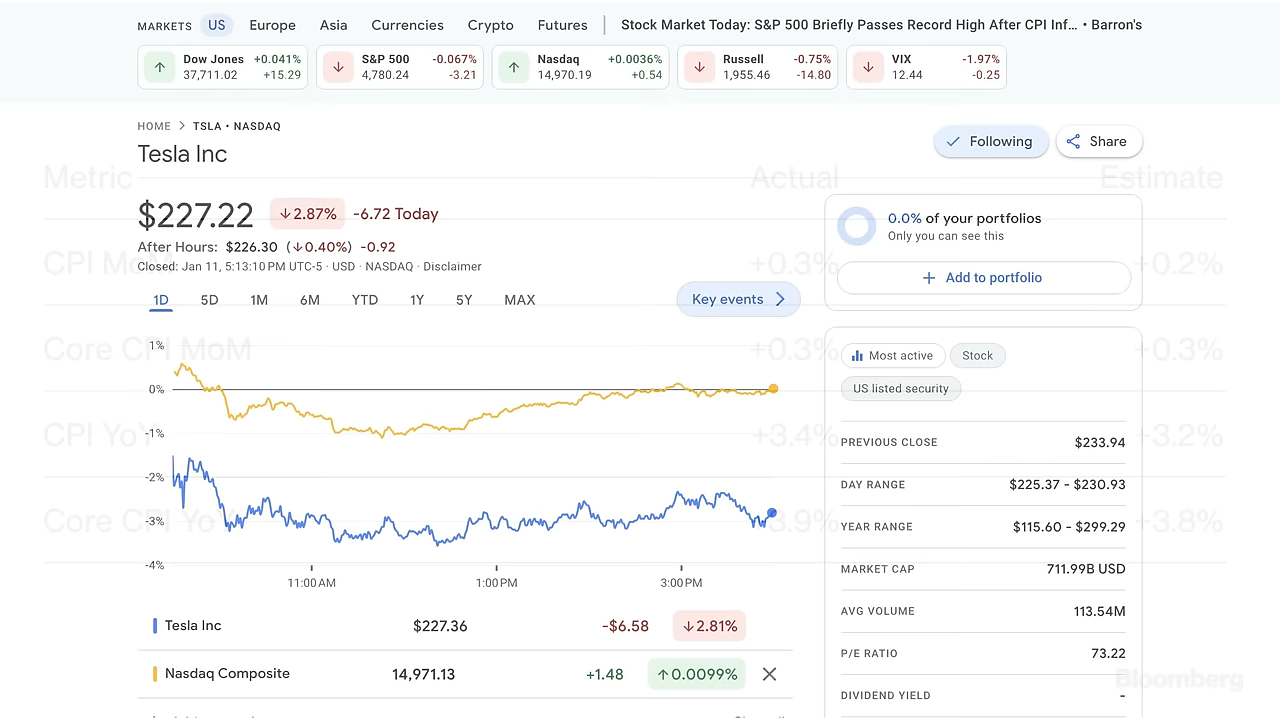 MARKETS US Europe Asia Currencies Crypto Futures Stock Market Today: S&P 500 Briefly Passes Record High After CPI Inf... • Barron's
Dow Jones +0.041% S&P 500 -0.067% Nasdaq +0.0036% Russell -0.75% VIX -1.97%
37,711.02 +15.29 4,780.24 -3.21 14,970.19 +0.54 1,955.46 -14.80 12.44 -0.25
HOME > TSLA • NASDAQ
Tesla Inc
Following Share
Metric Actual Estimate
$227.22 ↓2.87% -6.72 Today
0.0% of your portfolios
Only you can see this
After Hours: $226.30 (↓0.40%) -0.92
Closed: Jan 11, 5:13:10 PM UTC-5 · USD · NASDAQ · Disclaimer
CPI MoM +0.3% +0.2%
+ Add to portfolio
1D 5D 1M 6M YTD 1Y 5Y MAX Key events
1%
Core CPI MoM +0.3% +0.3%
Most active Stock
0%
US listed security
-1%
CPI YoY +3.4% +3.2%
PREVIOUS CLOSE $233.94
-2%
DAY RANGE $225.37 - $230.93
-3%
Core CPI YoY +3.9% +3.8%
YEAR RANGE $115.60 - $299.29
-4%
MARKET CAP 711.99B USD
11:00 AM 1:00 PM 3:00 PM
AVG VOLUME 113.54M
Tesla Inc $227.36 -$6.58 ↓2.81%
P/E RATIO 73.22
Nasdaq Composite 14,971.13 +1.48 ↑0.0099%
Bloomberg
DIVIDEND YIELD -